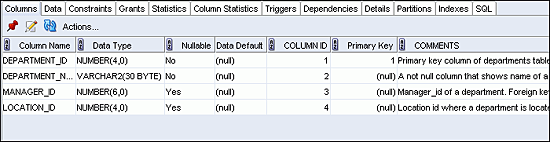 Columns Data Constraints Grants Statistics Column Statistics Triggers Dependencies Details Partitions Indexes SQL
Actions...
Column Name Data Type Nullable Data Default COLUMN ID Primary Key COMMENTS
DEPARTMENT_ID NUMBER(4,0) No (null) 1 1 Primary key column of departments table
DEPARTMENT_N... VARCHAR2(30 BYTE) No (null) 2 (null) A not null column that shows name of a
MANAGER_ID NUMBER(6,0) Yes (null) 3 (null) Manager_id of a department. Foreign key
LOCATION_ID NUMBER(4,0) Yes (null) 4 (null) Location id where a department is locate